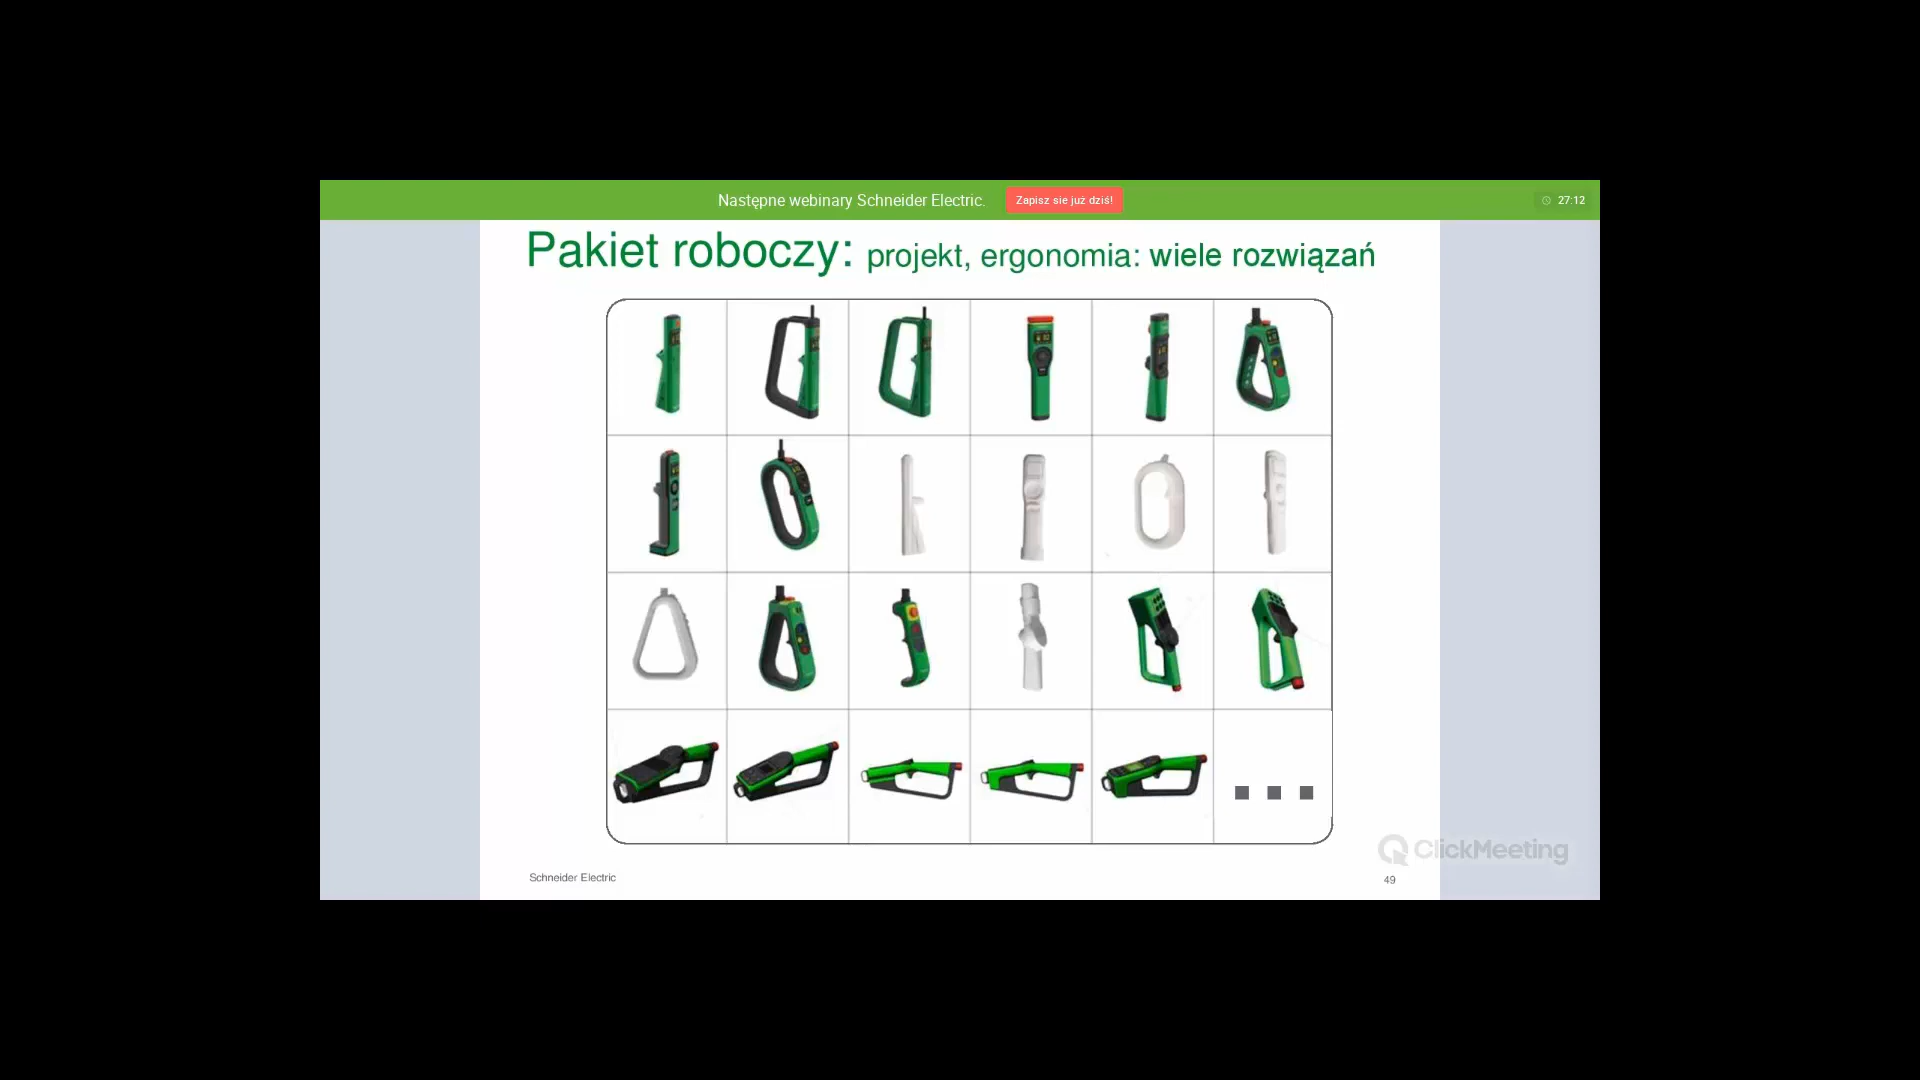 Następne webinary Schneider Electric. Zapisz sie już dziś! 27:12
Pakiet roboczy: projekt, ergonomia: wiele rozwiązań
ClickMeeting
Schneider Electric 49